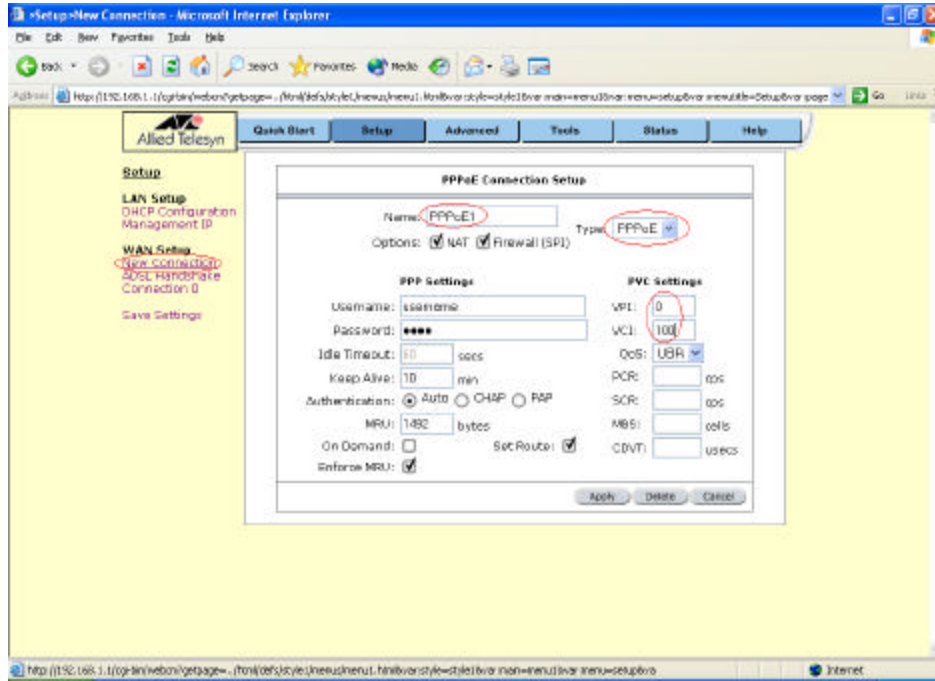 »Setup»New Connection - Microsoft Internet Explorer
File Edit View Favorites Tools Help
Back Search Favorites Media
Address Go Links
Allied Telesyn
Quick Start Setup Advanced Tools Status Help
Setup
LAN Setup
DHCP Configuration
Management IP
WAN Setup
New Connection
ADSL Handshake
Connection 0
Save Settings
PPPoE Connection Setup
Name: PPPoE1
Type: PPPoE
Options: NAT Firewall (SPI)
PPP Settings
Username: username
Password: ●●●●
Idle Timeout: 60 secs
Keep Alive: 10 min
Authentication: Auto CHAP PAP
MRU: 1492 bytes
On Demand: Set Route:
Enforce MRU:
PVC Settings
VPI: 0
VCI: 100
QoS: UBR
PCR: cps
SCR: cps
MBS: cells
CDVT: usecs
Apply Delete Cancel
Internet